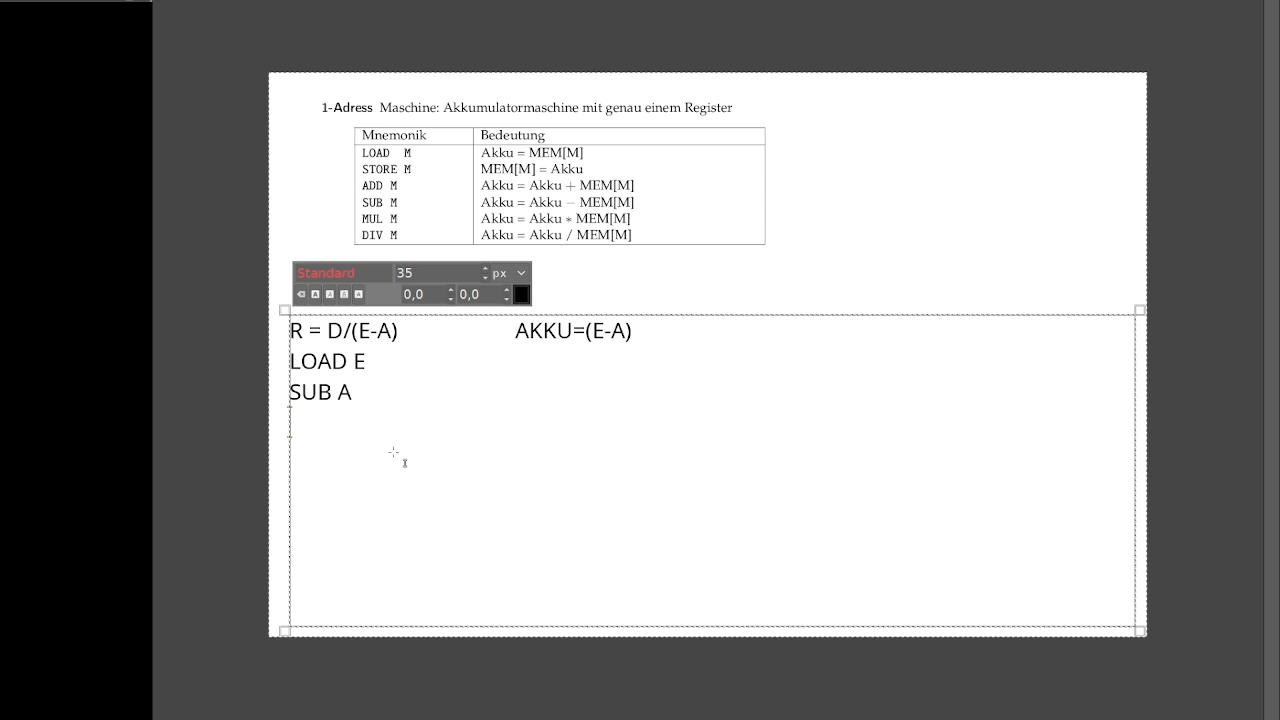 1-Adress Maschine: Akkumulatormaschine mit genau einem Register
Mnemonik Bedeutung
LOAD M Akku = MEM[M]
STORE M MEM[M] = Akku
ADD M Akku = Akku + MEM[M]
SUB M Akku = Akku − MEM[M]
MUL M Akku = Akku * MEM[M]
DIV M Akku = Akku / MEM[M]
Standard 35 px
0,0 0,0
R = D/(E-A) AKKU=(E-A)
LOAD E
SUB A